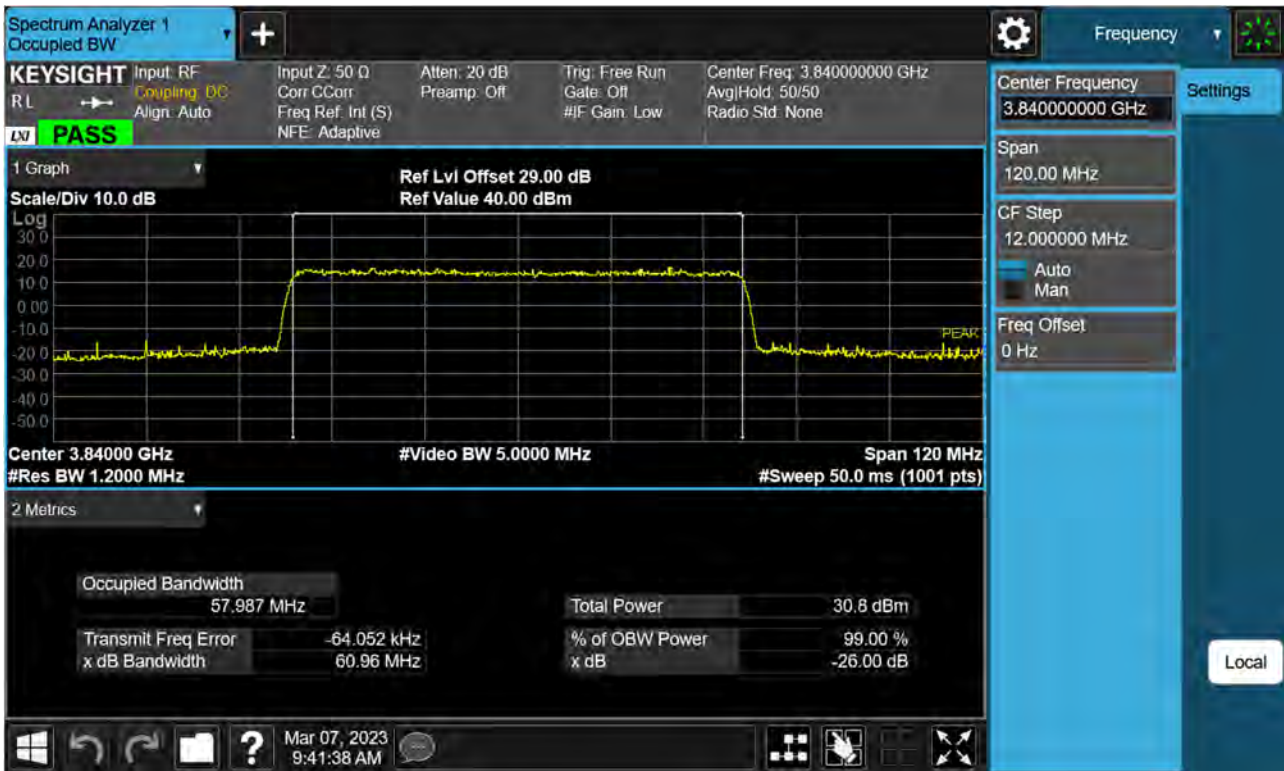 Spectrum Analyzer 1
Occupied BW
+
Frequency
KEYSIGHT
R L
LXI
PASS
Input: RF
Coupling: DC
Align: Auto
Input Z: 50 Ω
Corr CCorr
Freq Ref: Int (S)
NFE: Adaptive
Atten: 20 dB
Preamp: Off
Trig: Free Run
Gate: Off
#IF Gain: Low
Center Freq: 3.840000000 GHz
Avg|Hold: 50/50
Radio Std: None
Center Frequency
3.840000000 GHz
Settings
Span
120.00 MHz
CF Step
12.000000 MHz
Auto
Man
Freq Offset
0 Hz
1 Graph
Scale/Div 10.0 dB
Ref Lvl Offset 29.00 dB
Ref Value 40.00 dBm
Log
30.0
20.0
10.0
0.00
-10.0
-20.0
-30.0
-40.0
-50.0
PEAK
Center 3.84000 GHz
#Video BW 5.0000 MHz
Span 120 MHz
#Res BW 1.2000 MHz
#Sweep 50.0 ms (1001 pts)
2 Metrics
Occupied Bandwidth
57.987 MHz
Total Power 30.8 dBm
Transmit Freq Error -64.052 kHz
% of OBW Power 99.00 %
x dB Bandwidth 60.96 MHz
x dB -26.00 dB
Local
?
Mar 07, 2023
9:41:38 AM